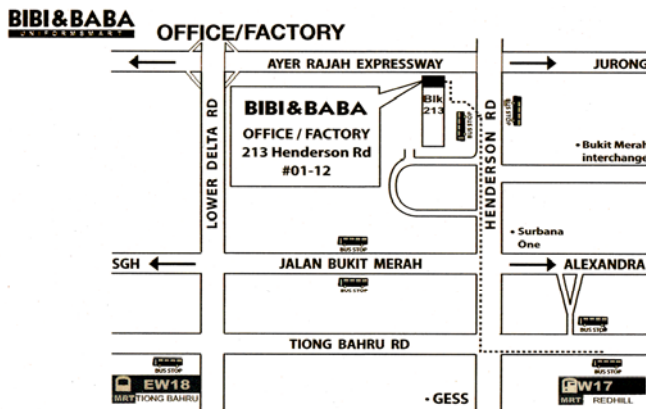 BIBI&BABA
UNIFORMSMART
OFFICE/FACTORY
AYER RAJAH EXPRESSWAY
JURONG
LOWER DELTA RD
BIBI&BABA
OFFICE / FACTORY
213 Henderson Rd
#01-12
Blk
213
BUS STOP
HENDERSON RD
BUS STOP
• Bukit Merah
interchange
• Surbana
One
BUS STOP
SGH
JALAN BUKIT MERAH
ALEXANDRA
BUS STOP
BUS STOP
TIONG BAHRU RD
BUS STOP
EW18
MRT TIONG BAHRU
• GESS
BUS STOP
EW17
MRT REDHILL